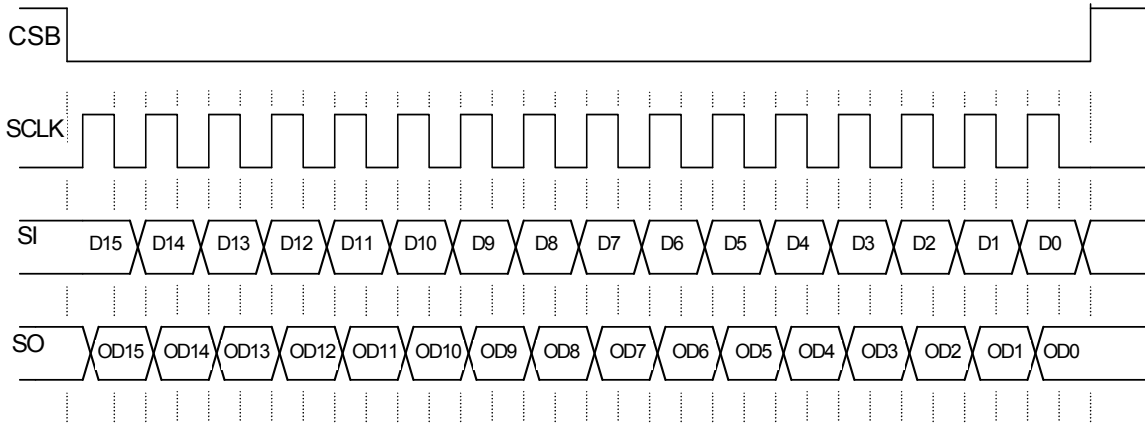 CSB
SCLK
SI D15 D14 D13 D12 D11 D10 D9 D8 D7 D6 D5 D4 D3 D2 D1 D0
SO OD15 OD14 OD13 OD12 OD11 OD10 OD9 OD8 OD7 OD6 OD5 OD4 OD3 OD2 OD1 OD0